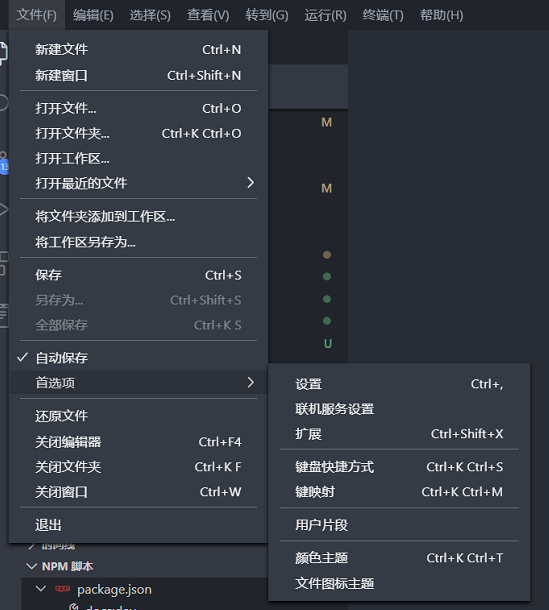 文件(F) 编辑(E) 选择(S) 查看(V) 转到(G) 运行(R) 终端(T) 帮助(H)
新建文件 Ctrl+N
新建窗口 Ctrl+Shift+N
打开文件... Ctrl+O
M
打开文件夹... Ctrl+K Ctrl+O
打开工作区...
打开最近的文件
M
将文件夹添加到工作区...
将工作区另存为...
保存 Ctrl+S
另存为... Ctrl+Shift+S
全部保存 Ctrl+K S
U
自动保存
首选项
设置 Ctrl+,
联机服务设置
扩展 Ctrl+Shift+X
键盘快捷方式 Ctrl+K Ctrl+S
键映射 Ctrl+K Ctrl+M
用户片段
颜色主题 Ctrl+K Ctrl+T
文件图标主题
还原文件
关闭编辑器 Ctrl+F4
关闭文件夹 Ctrl+K F
关闭窗口 Ctrl+W
退出
NPM 脚本
package.json